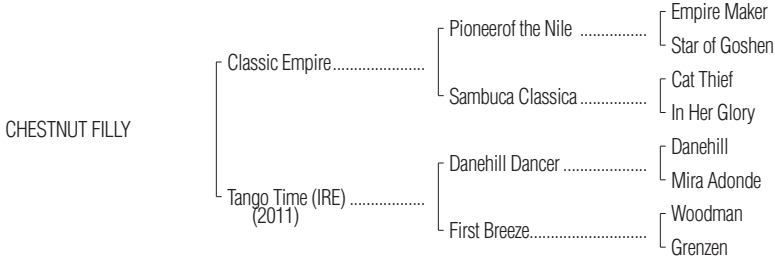 Empire Maker
Pioneerof the Nile ................
Star of Goshen
Classic Empire......................
Cat Thief
Sambuca Classica ................
In Her Glory
CHESTNUT FILLY
Danehill
Danehill Dancer ....................
Mira Adonde
Tango Time (IRE) ..................
(2011)
Woodman
First Breeze............................
Grenzen